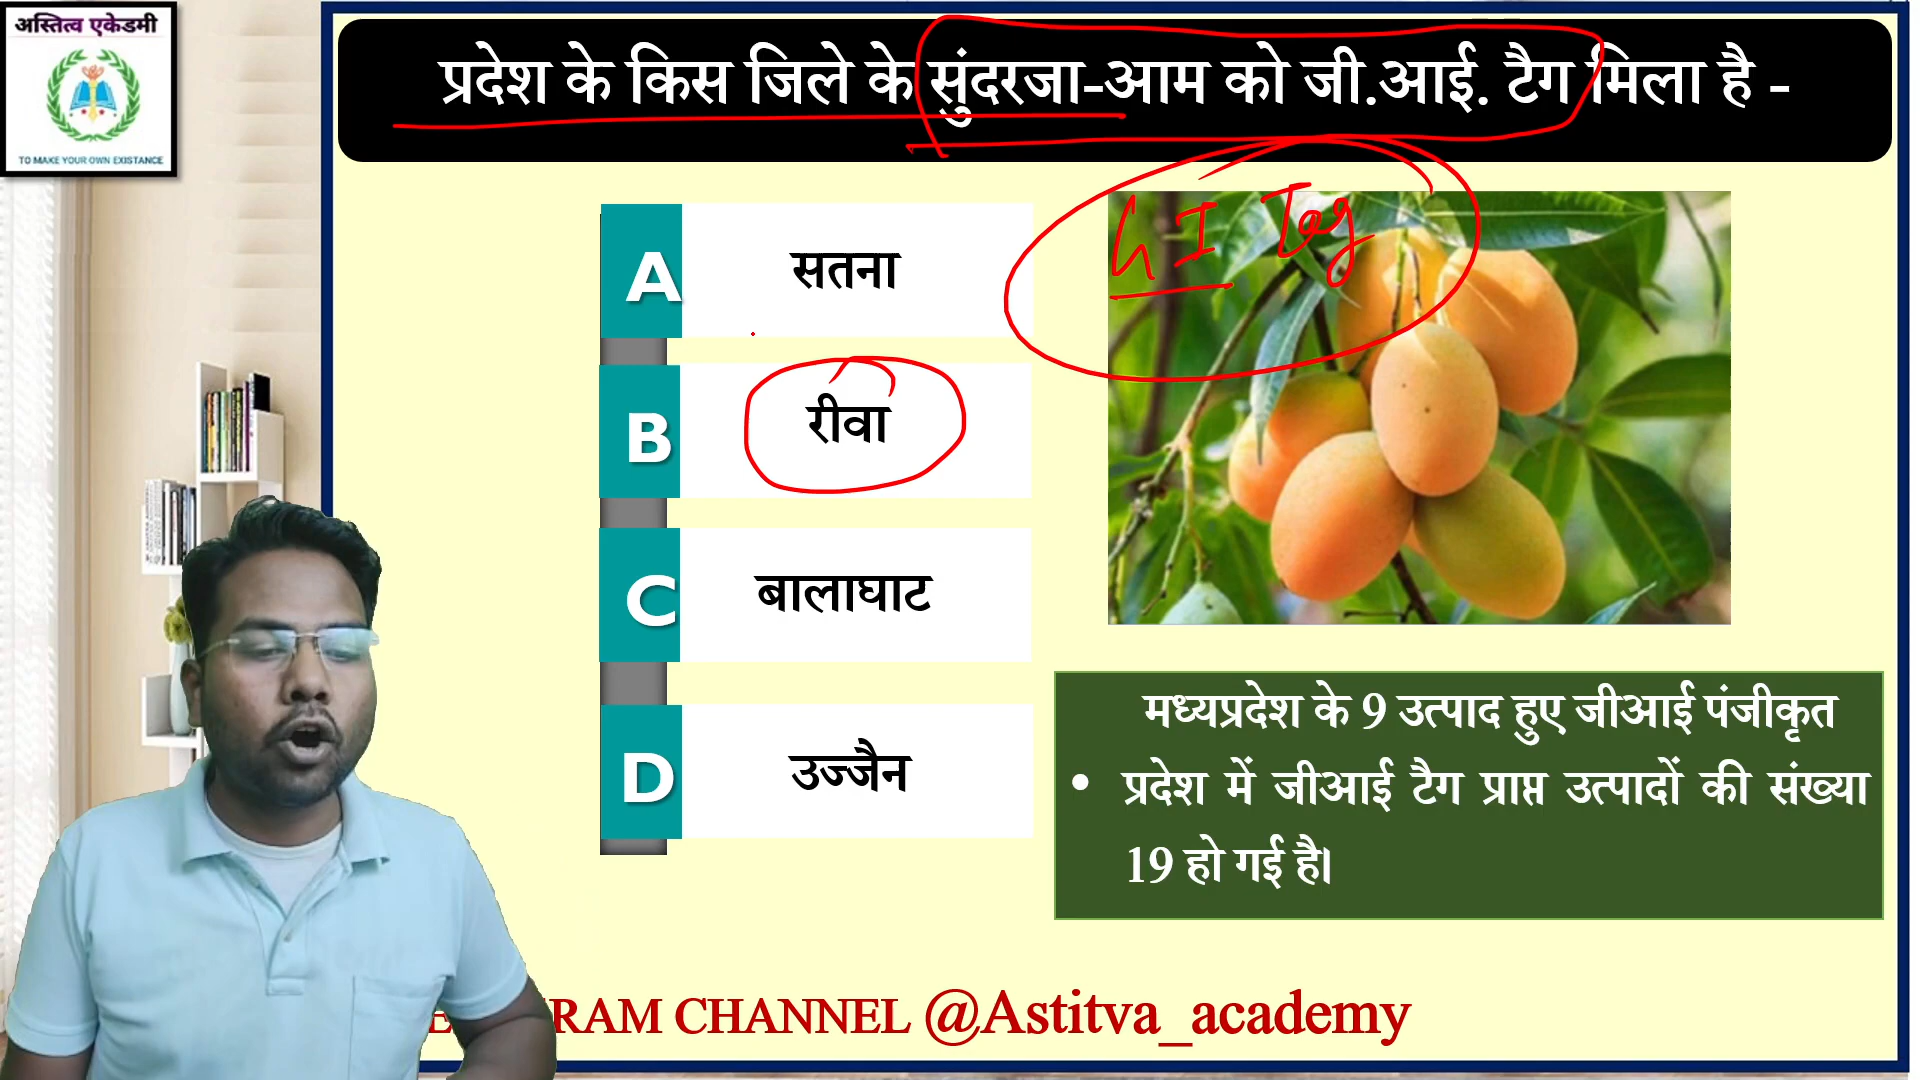 अस्तित्व एकेडमी
TO MAKE YOUR OWN EXISTANCE
प्रदेश के किस जिले के सुंदरजा-आम को जी.आई. टैग मिला है -
GI Tag
A सतना
B रीवा
C बालाघाट
D उज्जैन
मध्यप्रदेश के 9 उत्पाद हुए जीआई पंजीकृत
• प्रदेश में जीआई टैग प्राप्त उत्पादों की संख्या
19 हो गई है।
RAM CHANNEL @Astitva_academy